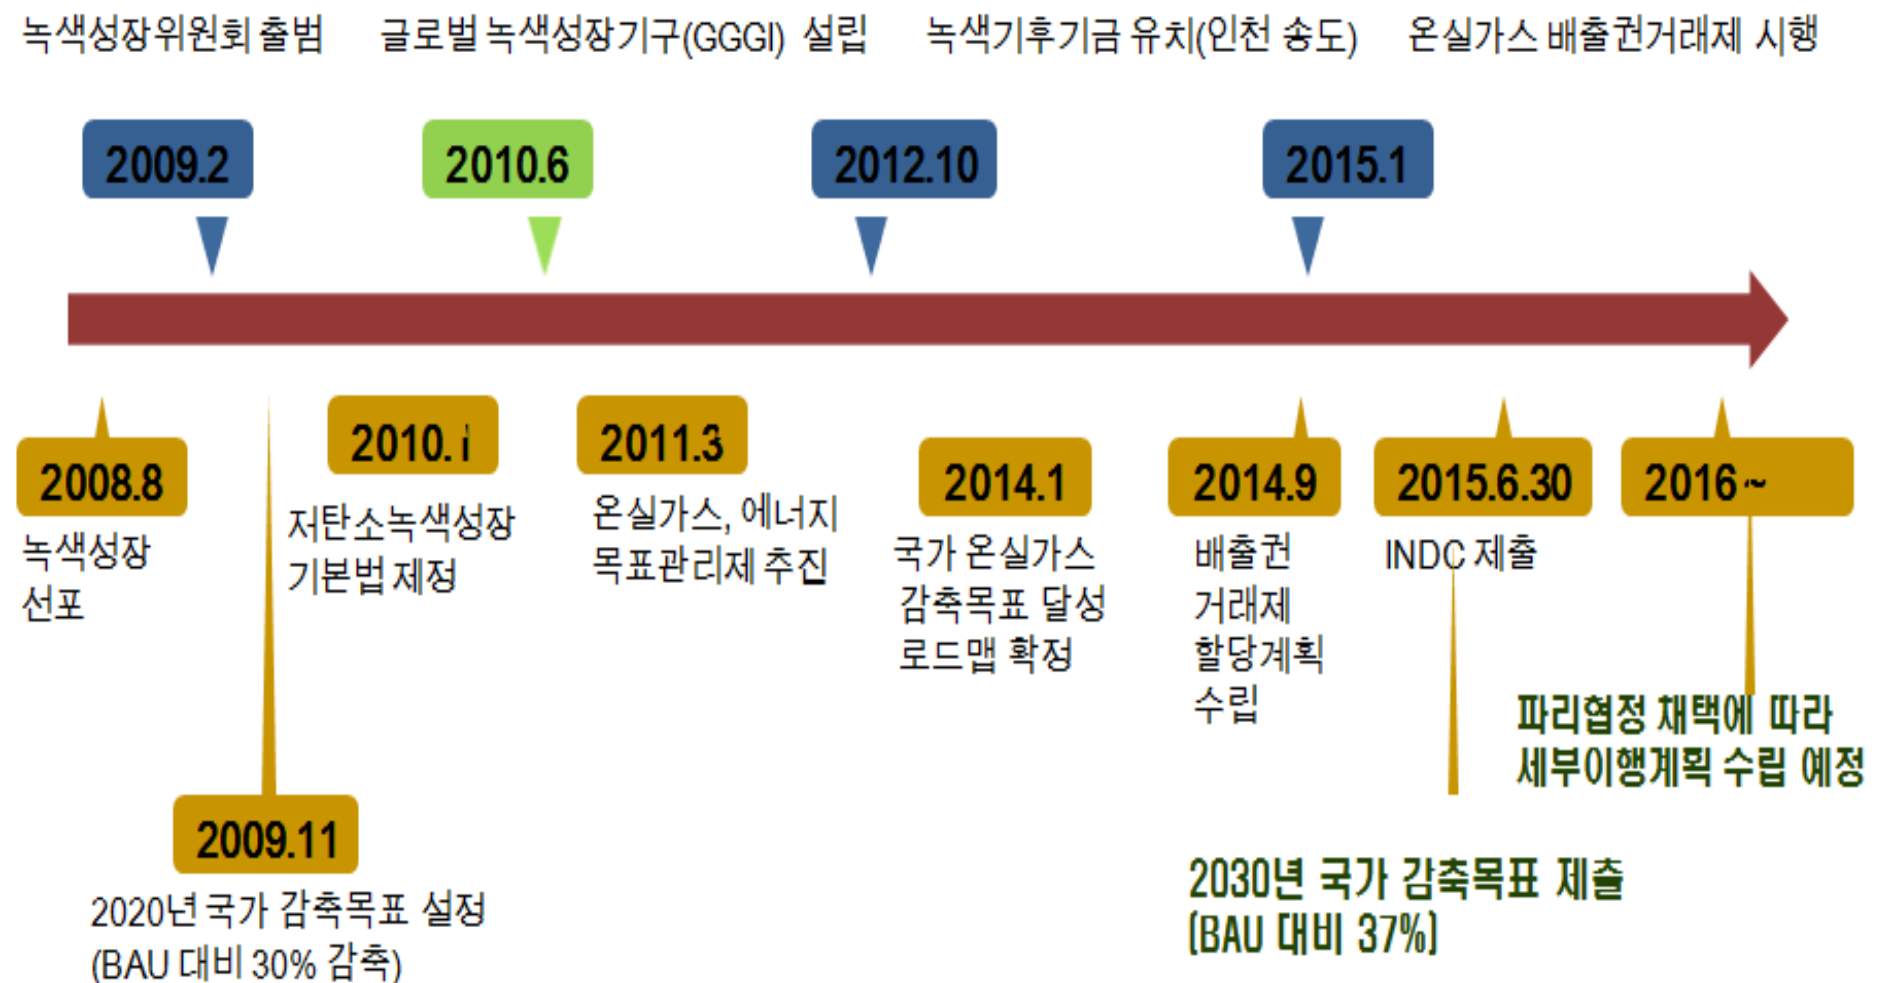 녹색성장위원회 출범
글로벌 녹색성장기구(GGGI) 설립
녹색기후기금 유치(인천 송도)
온실가스 배출권거래제 시행
2009.2
2010.6
2012.10
2015.1
2008.8
녹색성장
선포
2009.11
2020년 국가 감축목표 설정
(BAU 대비 30% 감축)
2010.1
저탄소녹색성장
기본법 제정
2011.3
온실가스, 에너지
목표관리제 추진
2014.1
국가 온실가스
감축목표 달성
로드맵 확정
2014.9
배출권
거래제
할당계획
수립
2015.6.30
INDC 제출
2030년 국가 감축목표 제출
(BAU 대비 37%)
2016~
파리협정 채택에 따라
세부이행계획 수립 예정